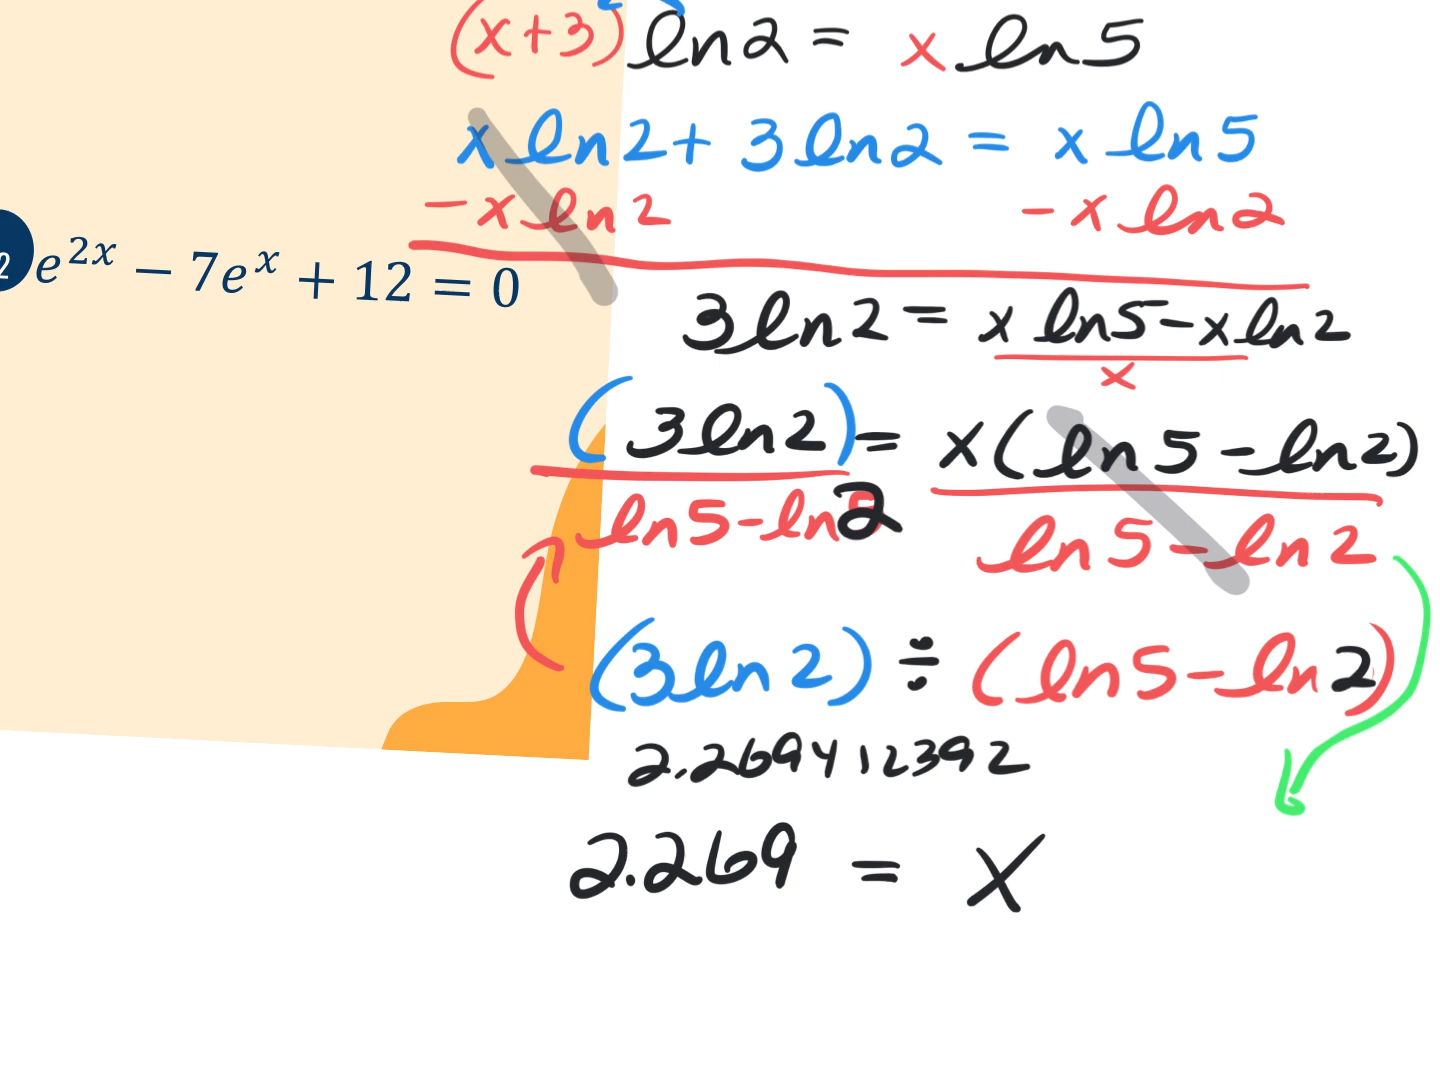 (x+3) ln2 = x ln5
x ln2 + 3 ln2 = x ln5
- x ln2 - x ln2
e^{2x} − 7e^x + 12 = 0
3 ln2 = x ln5 - x ln2
x
(3 ln2) = x(ln5 - ln2)
ln5 - ln2 ln5 - ln2
(3 ln2) ÷ (ln5 - ln2)
2.269412392
2.269 = x